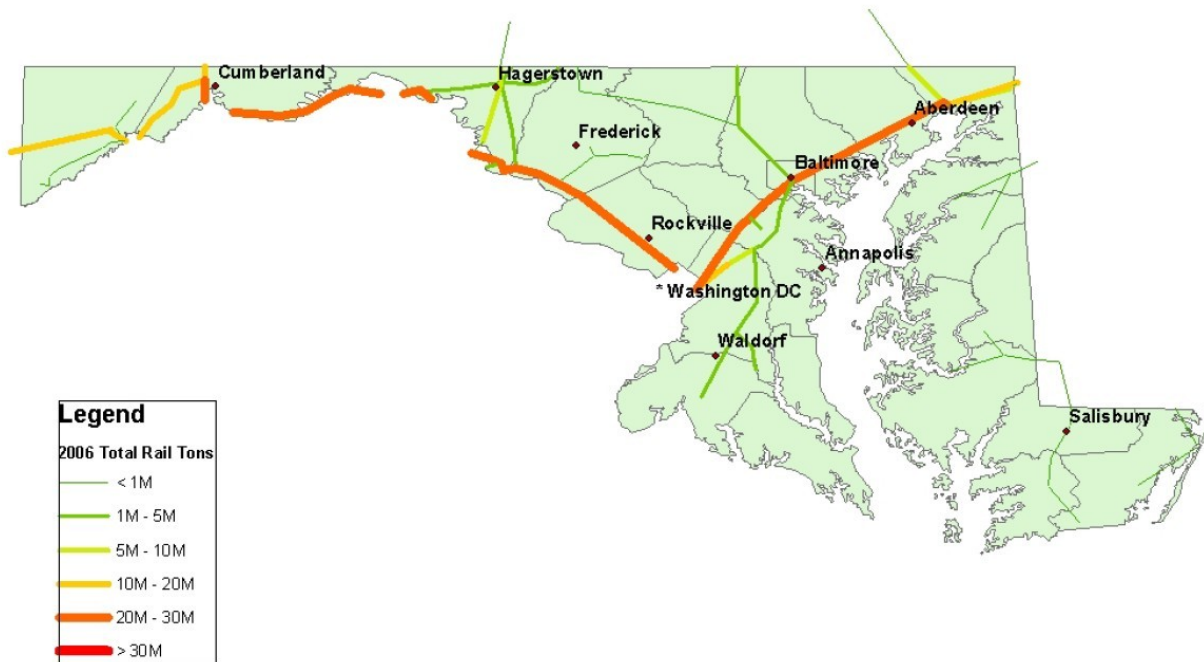 Cumberland
Hagerstown
Aberdeen
Frederick
Baltimore
Rockville
Annapolis
* Washington DC
Waldorf
Salisbury
Legend
2006 Total Rail Tons
< 1M
1M - 5M
5M - 10M
10M - 20M
20M - 30M
> 30M